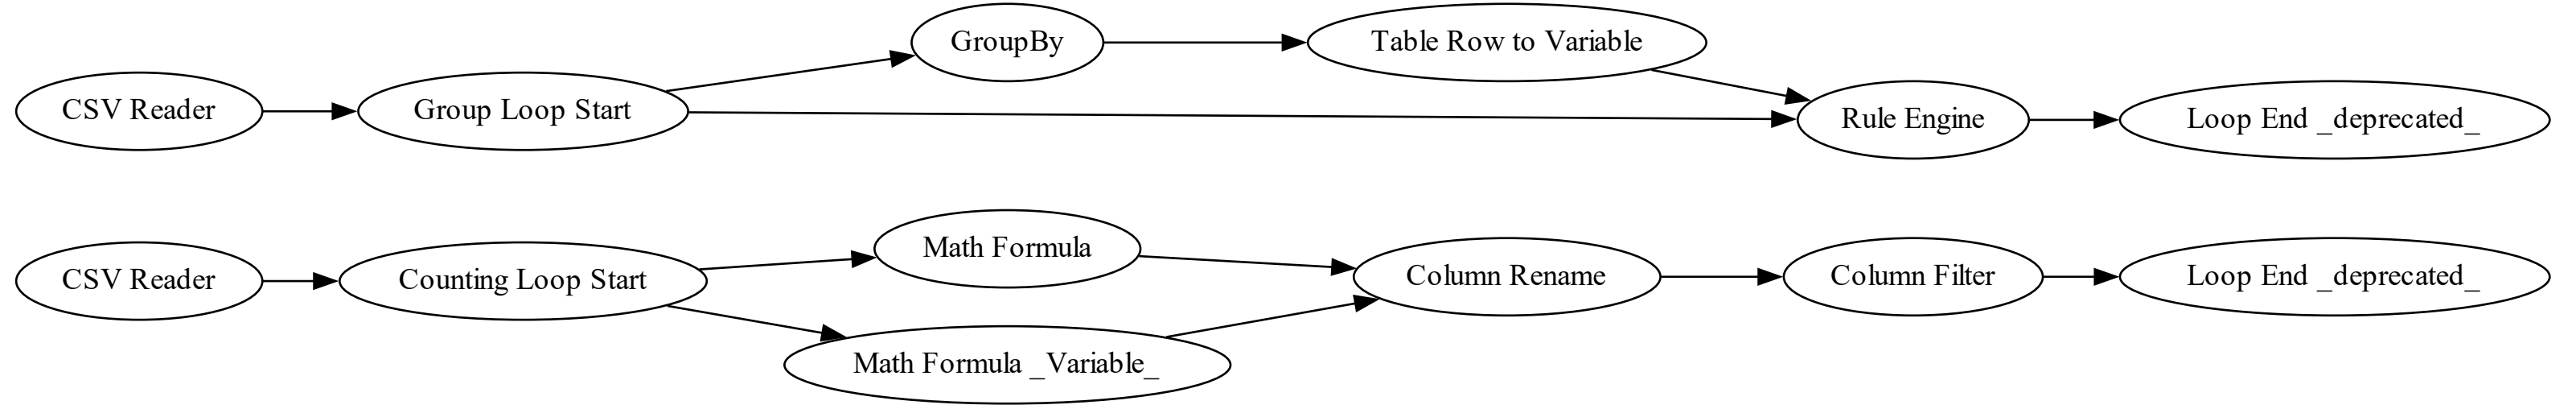 GroupBy
Table Row to Variable
CSV Reader
Group Loop Start
Rule Engine
Loop End _deprecated_
Math Formula
CSV Reader
Counting Loop Start
Column Rename
Column Filter
Loop End _deprecated_
Math Formula _Variable_